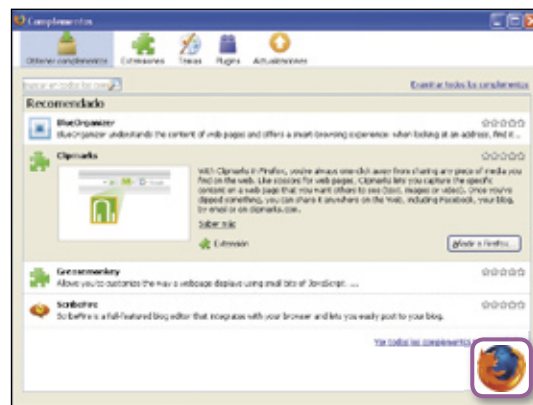 Complementos
Obtener complementos Extensiones Temas Plugins Actualizaciones
Buscar en todos los com
Examinar todos los complementos
Recomendado
BlueOrganizer
BlueOrganizer understands the content of web pages and offers a smart browsing experience: when looking at an address, find it ...
Clipmarks
With Clipmarks in Firefox, you're always one-click away from sharing any piece of media you
find on the web. Like scissors for web pages, Clipmarks lets you capture the specific
content on a web page that you want others to see (text, images or video). Once you've
clipped something, you can share it anywhere on the Web, including Facebook, your blog,
by email or on clipmarks.com.
Saber más
Extensión
Añadir a Firefox...
Greasemonkey
Allows you to customize the way a webpage displays using small bits of JavaScript. ...
ScribeFire
ScribeFire is a full-featured blog editor that integrates with your browser and lets you easily post to your blog.
Ver todos los complementos